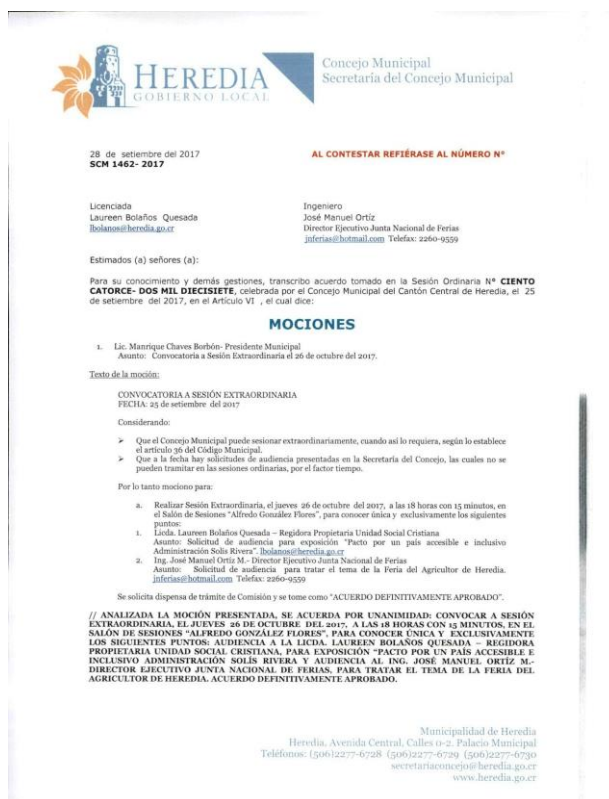 HEREDIA
GOBIERNO LOCAL
Concejo Municipal
Secretaría del Concejo Municipal
28 de setiembre del 2017
SCM 1462- 2017
AL CONTESTAR REFIÉRASE AL NÚMERO N°
Licenciada
Laureen Bolaños Quesada
lbolanos@heredia.go.cr
Ingeniero
José Manuel Ortíz
Director Ejecutivo Junta Nacional de Ferias
jnferias@hotmail.com Telefax: 2260-9559
Estimados (a) señores (a):
Para su conocimiento y demás gestiones, transcribo acuerdo tomado en la Sesión Ordinaria N° CIENTO
CATORCE- DOS MIL DIECISIETE, celebrada por el Concejo Municipal del Cantón Central de Heredia, el 25
de setiembre del 2017, en el Artículo VI , el cual dice:
MOCIONES
1. Lic. Manrique Chaves Borbón- Presidente Municipal
Asunto: Convocatoria a Sesión Extraordinaria el 26 de octubre del 2017.
Texto de la moción:
CONVOCATORIA A SESIÓN EXTRAORDINARIA
FECHA: 25 de setiembre del 2017
Considerando:
➢ Que el Concejo Municipal puede sesionar extraordinariamente, cuando así lo requiera, según lo establece
el artículo 36 del Código Municipal.
➢ Que a la fecha hay solicitudes de audiencia presentadas en la Secretaría del Concejo, las cuales no se
pueden tramitar en las sesiones ordinarias, por el factor tiempo.
Por lo tanto mociono para:
a. Realizar Sesión Extraordinaria, el jueves 26 de octubre del 2017, a las 18 horas con 15 minutos, en
el Salón de Sesiones "Alfredo González Flores", para conocer única y exclusivamente los siguientes
puntos:
1. Licda. Laureen Bolaños Quesada – Regidora Propietaria Unidad Social Cristiana
Asunto: Solicitud de audiencia para exposición "Pacto por un país accesible e inclusivo
Administración Solís Rivera". lbolanos@heredia.go.cr
2. Ing. José Manuel Ortíz M.- Director Ejecutivo Junta Nacional de Ferias
Asunto: Solicitud de audiencia para tratar el tema de la Feria del Agricultor de Heredia.
jnferias@hotmail.com Telefax: 2260-9559
Se solicita dispensa de trámite de Comisión y se tome como "ACUERDO DEFINITIVAMENTE APROBADO".
// ANALIZADA LA MOCIÓN PRESENTADA, SE ACUERDA POR UNANIMIDAD: CONVOCAR A SESIÓN
EXTRAORDINARIA, EL JUEVES 26 DE OCTUBRE DEL 2017, A LAS 18 HORAS CON 15 MINUTOS, EN EL
SALÓN DE SESIONES "ALFREDO GONZÁLEZ FLORES", PARA CONOCER ÚNICA Y EXCLUSIVAMENTE
LOS SIGUIENTES PUNTOS: AUDIENCIA A LA LICDA. LAUREEN BOLAÑOS QUESADA – REGIDORA
PROPIETARIA UNIDAD SOCIAL CRISTIANA, PARA EXPOSICIÓN "PACTO POR UN PAÍS ACCESIBLE E
INCLUSIVO ADMINISTRACIÓN SOLÍS RIVERA Y AUDIENCIA AL ING. JOSÉ MANUEL ORTÍZ M.-
DIRECTOR EJECUTIVO JUNTA NACIONAL DE FERIAS, PARA TRATAR EL TEMA DE LA FERIA DEL
AGRICULTOR DE HEREDIA. ACUERDO DEFINITIVAMENTE APROBADO.
Municipalidad de Heredia
Heredia, Avenida Central, Calles 0-2. Palacio Municipal
Teléfonos: (506)2277-6728 (506)2277-6729 (506)2277-6730
secretariaconcejo@heredia.go.cr
www.heredia.go.cr